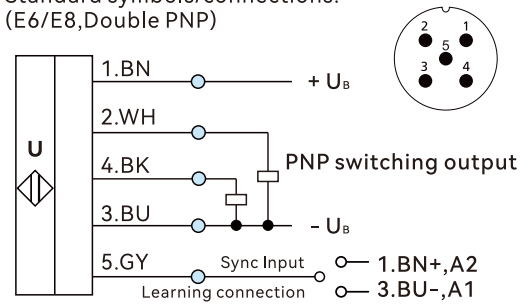 Standard symbols/connections:
(E6/E8,Double PNP)
2 1
5
3 4
1.BN + UB
2.WH
U
PNP switching output
4.BK
3.BU - UB
5.GY Sync Input 1.BN+,A2
Learning connection 3.BU-,A1